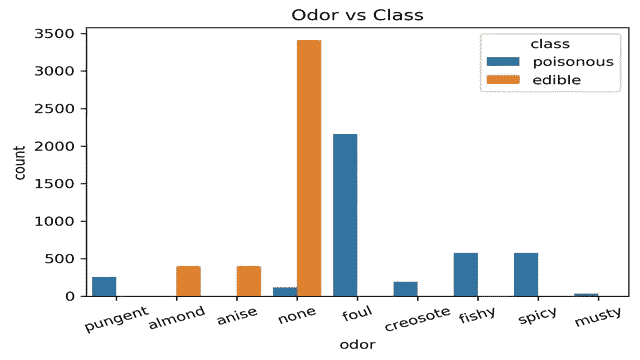 Odor vs Class
class
poisonous
edible
count
3500
3000
2500
2000
1500
1000
500
0
pungent almond anise none foul creosote fishy spicy musty
odor